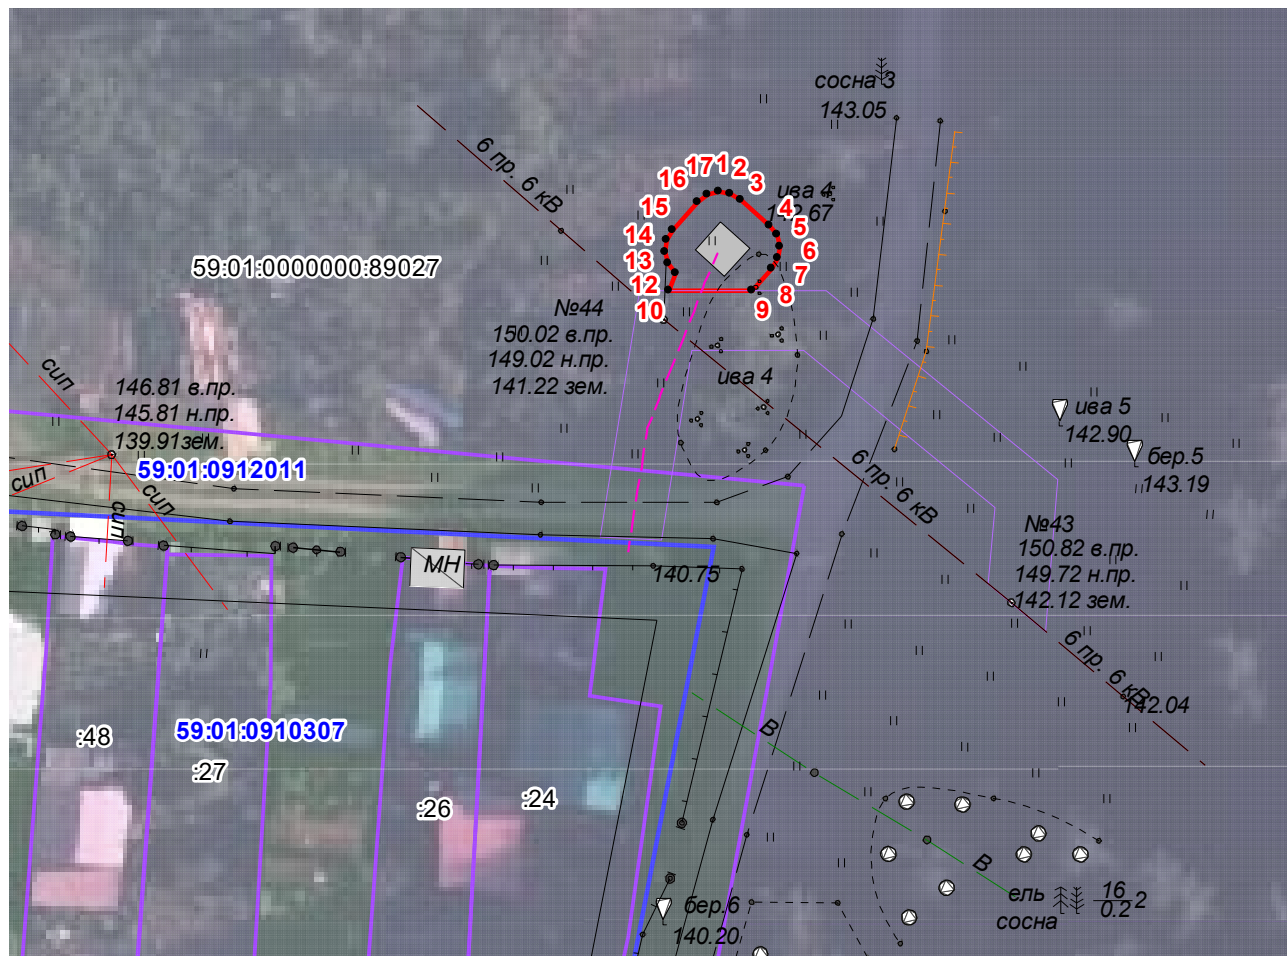 сосна 3
143.05
6 пр. 6 кВ
17
1
2
3
16
15
ива 4
142.67
4
5
6
7
8
9
14
13
12
10
59:01:0000000:89027
№44
150.02 в.пр.
149.02 н.пр.
141.22 зем.
сип
146.81 в.пр.
145.81 н.пр.
139.91зем.
59:01:0912011
сип
сип
сип
ива 4
ива 5
142.90
бер.5
143.19
6 пр. 6 кВ
№43
150.82 в.пр.
149.72 н.пр.
142.12 зем.
МН
140.75
6 пр. 6 кВ
142.04
:48
59:01:0910307
:27
:26
:24
В
В
ель
сосна
16
0.2
2
бер.6
140.20